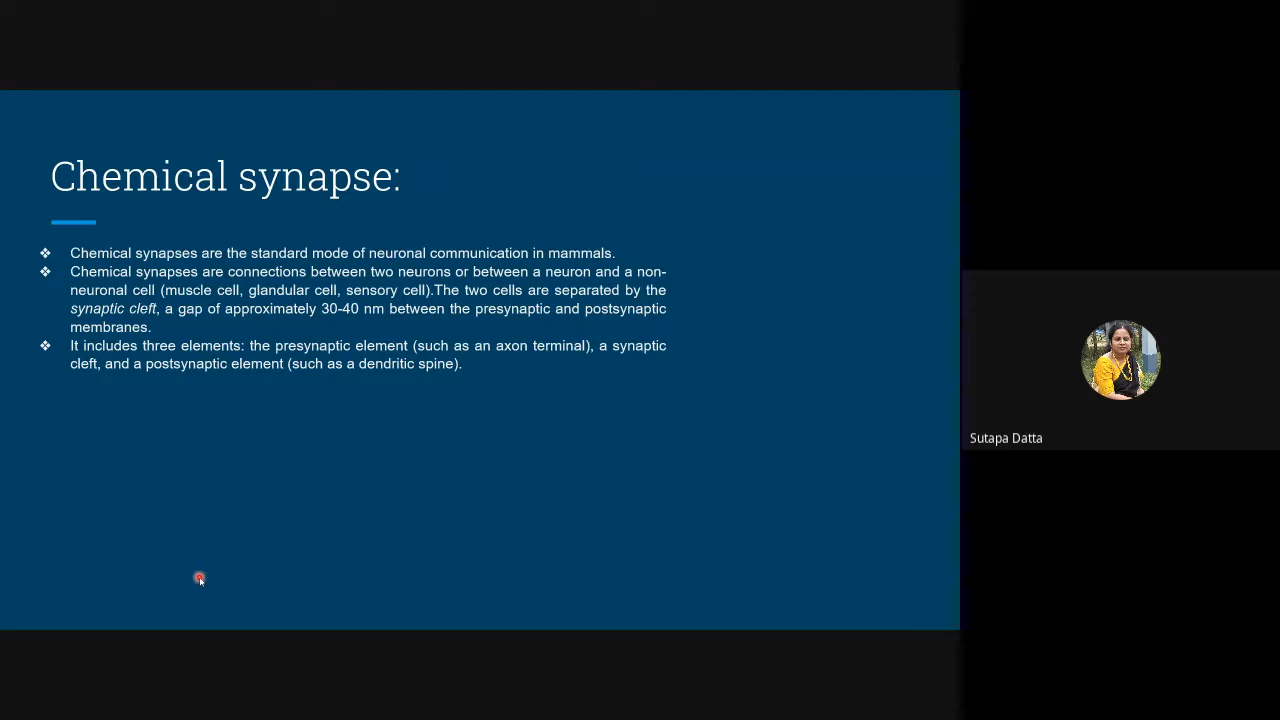 Chemical synapse:
❖ Chemical synapses are the standard mode of neuronal communication in mammals.
❖ Chemical synapses are connections between two neurons or between a neuron and a non-
neuronal cell (muscle cell, glandular cell, sensory cell).The two cells are separated by the
synaptic cleft, a gap of approximately 30-40 nm between the presynaptic and postsynaptic
membranes.
❖ It includes three elements: the presynaptic element (such as an axon terminal), a synaptic
cleft, and a postsynaptic element (such as a dendritic spine).
Sutapa Datta